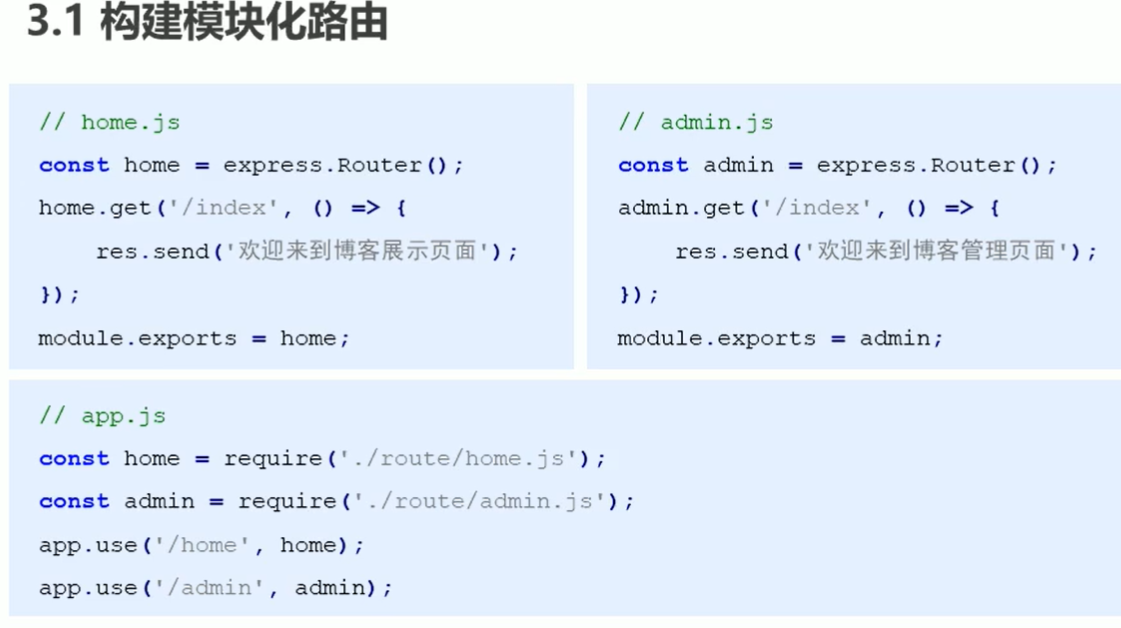 3.1 构建模块化路由
// home.js
const home = express.Router();
home.get('/index', () => {
    res.send('欢迎来到博客展示页面');
});
module.exports = home;
// admin.js
const admin = express.Router();
admin.get('/index', () => {
    res.send('欢迎来到博客管理页面');
});
module.exports = admin;
// app.js
const home = require('./route/home.js');
const admin = require('./route/admin.js');
app.use('/home', home);
app.use('/admin', admin);